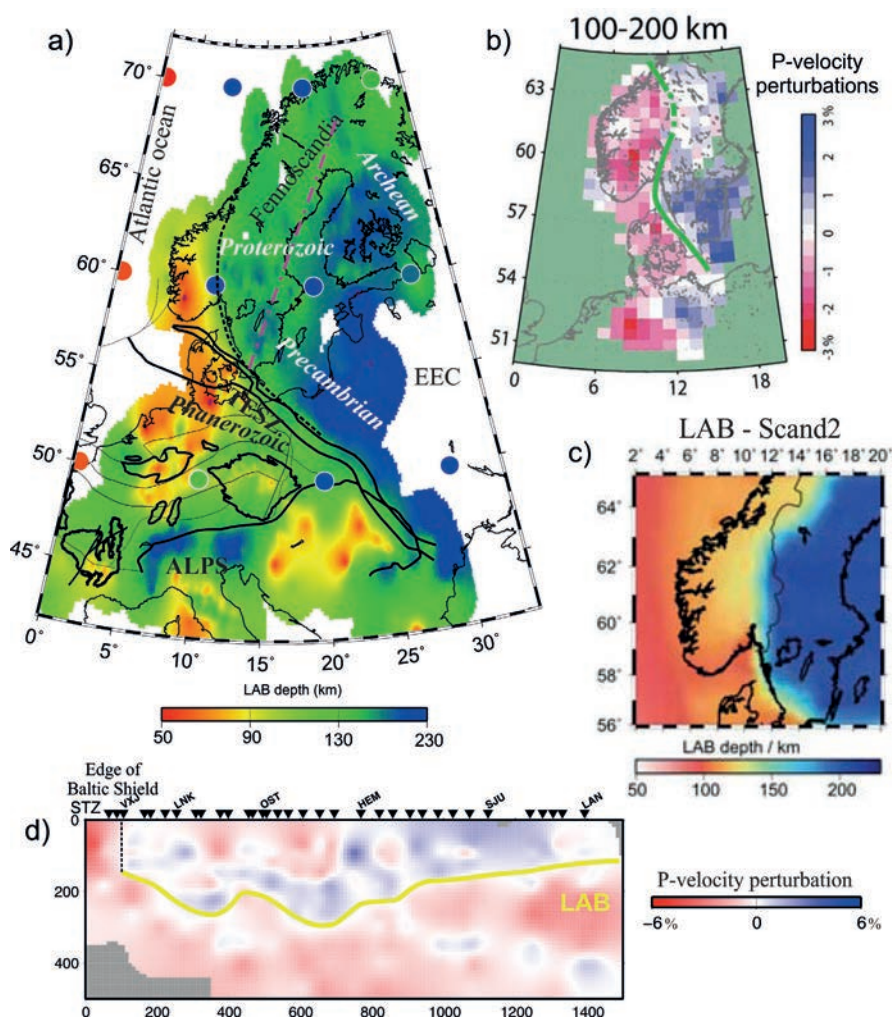 a)
70°
65°
60°
55°
50°
45°
0°
5°
10°
15°
20°
25°
30°
Atlantic ocean
Fennoscandia
Archean
Proterozoic
Precambrian
EEC
TESZ
Phanerozoic
ALPS
LAB depth (km)
50 90 130 230
b)
100-200 km
63
60
57
54
51
0 6 12 18
P-velocity
perturbations
3 %
2
1
0
-1
-2
-3 %
LAB - Scand2
c)
2° 4° 6° 8° 10° 12° 14° 16° 20°
64°
62°
60°
58°
56°
LAB depth / km
50 100 150 200
Edge of
Baltic Shield
STZ VXJ LNK OST HEM SJU LAN
d)
0
200
400
LAB
0 200 400 600 800 1000 1200 1400
P-velocity perturbation
-6% 0 6%